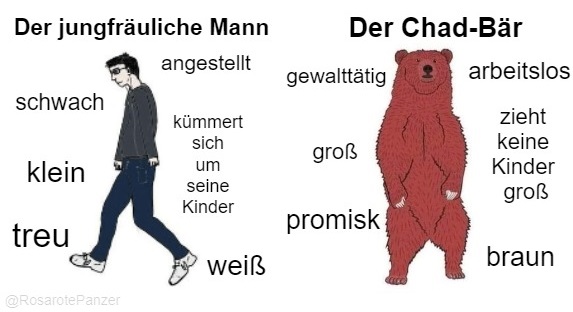 Der jungfräuliche Mann
angestellt
schwach
kümmert
sich
um
seine
Kinder
klein
treu
weiß
Der Chad-Bär
gewalttätig
arbeitslos
zieht
keine
Kinder
groß
groß
promisk
braun
@RosarotePanzer